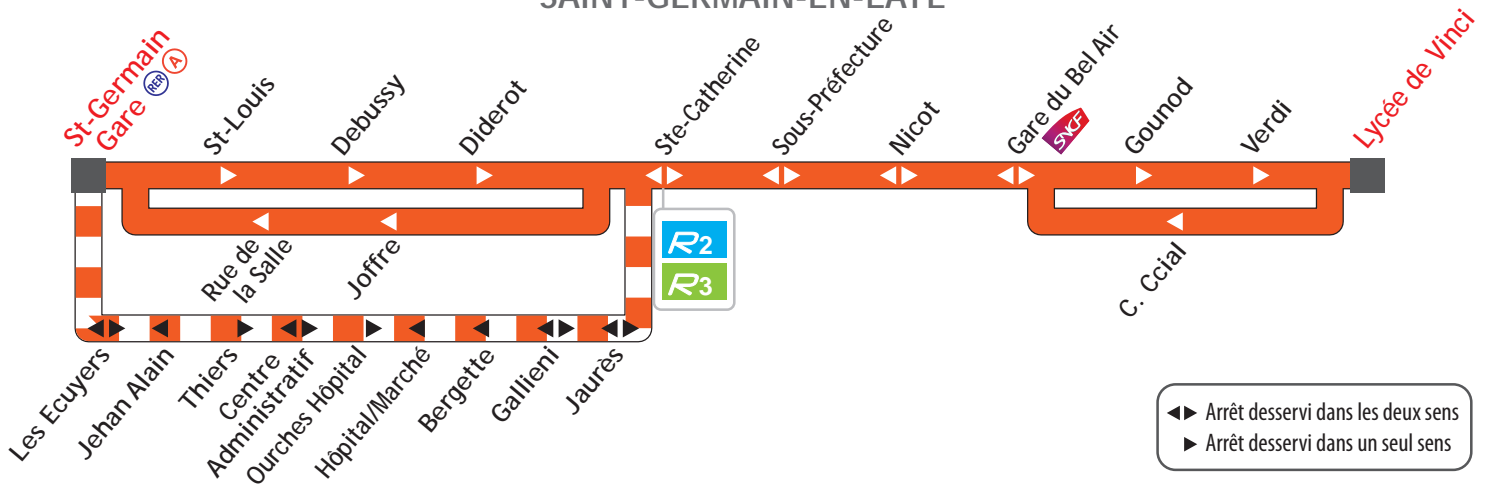 SAINT-GERMAIN-EN-LAYE
St-Germain
Gare RER A
St-Louis
Debussy
Diderot
Ste-Catherine
Sous-Préfecture
Nicot
Gare du Bel Air
SNCF
Gounod
Verdi
Lycée de Vinci
Rue de
la Salle
Joffre
R2
R3
C. Ccial
Les Ecuyers
Jehan Alain
Thiers
Centre
Administratif
Ourches Hôpital
Hôpital/Marché
Bergette
Gallieni
Jaurès
Arrêt desservi dans les deux sens
Arrêt desservi dans un seul sens